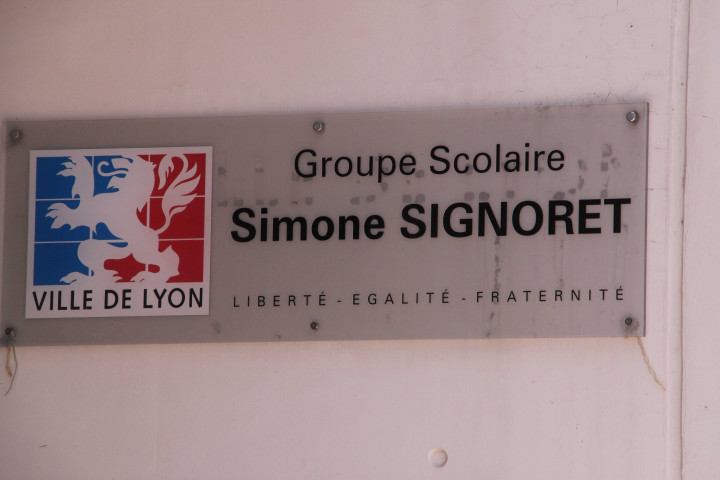 Groupe Scolaire
Simone SIGNORET
VILLE DE LYON
LIBERTÉ - EGALITÉ - FRATERNITÉ